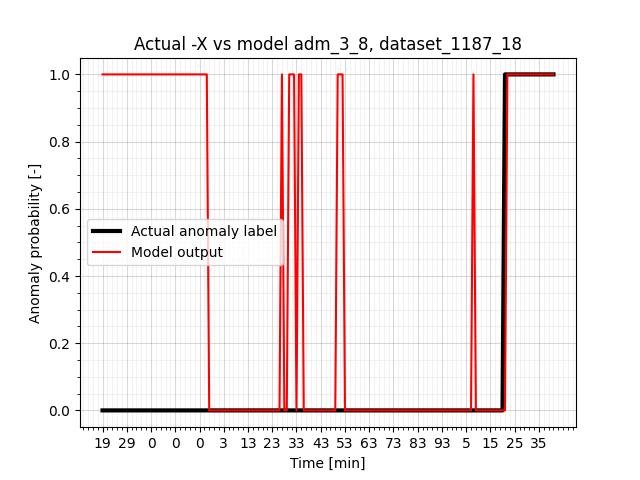 Actual -X vs model adm_3_8, dataset_1187_18
Anomaly probability [-]
1.0
0.8
0.6
0.4
0.2
0.0
Actual anomaly label
Model output
19 29 0 0 0 3 13 23 33 43 53 63 73 83 93 5 15 25 35
Time [min]